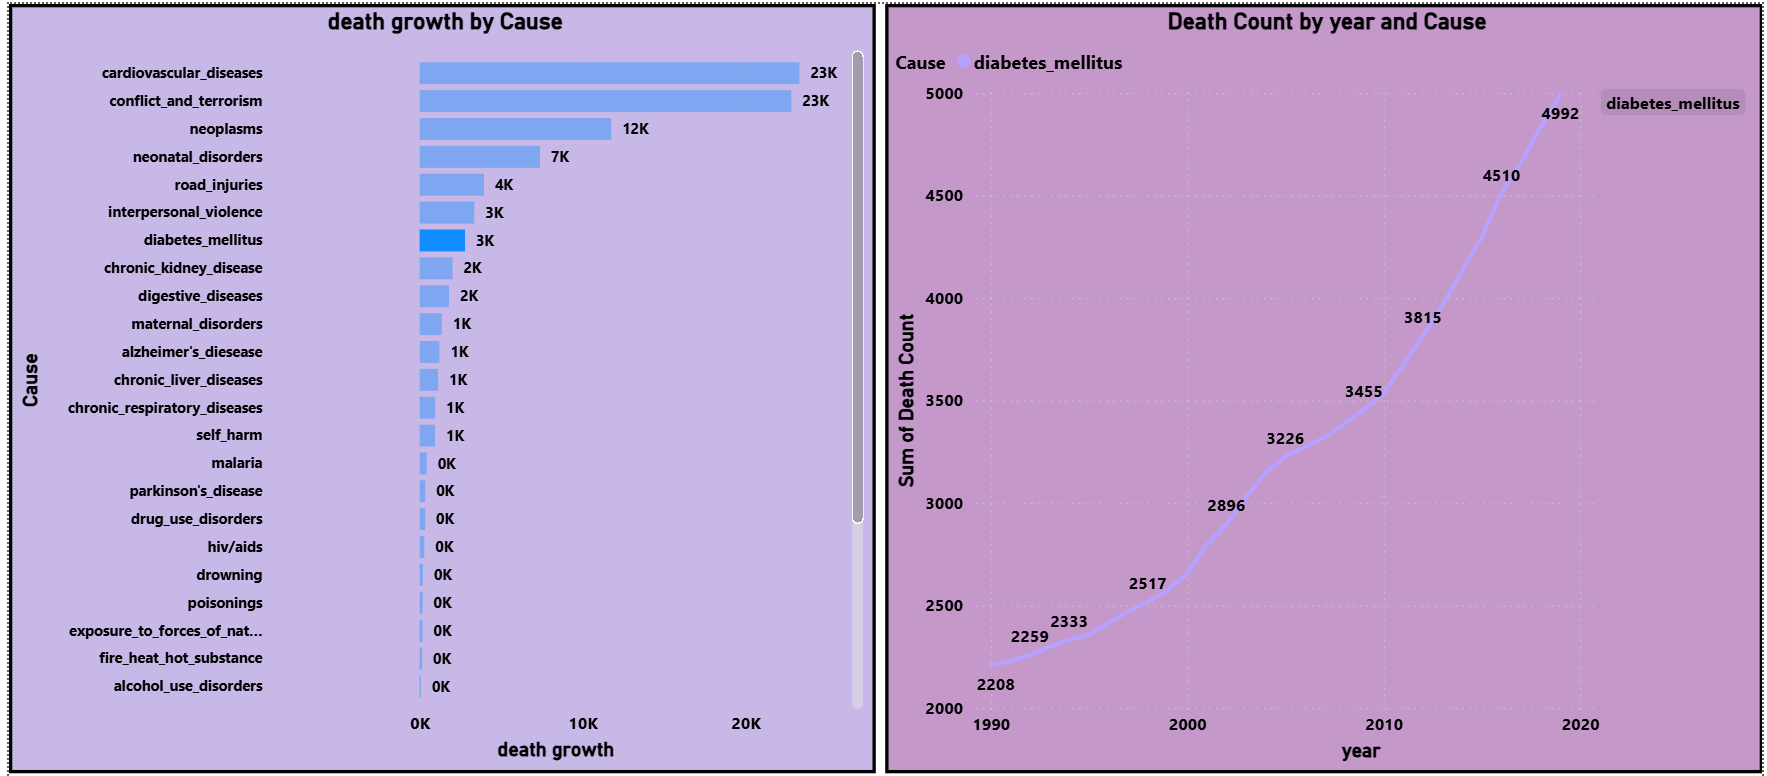 death growth by Cause
cardiovascular_diseases 23K
conflict_and_terrorism 23K
neoplasms 12K
neonatal_disorders 7K
road_injuries 4K
interpersonal_violence 3K
diabetes_mellitus 3K
chronic_kidney_disease 2K
digestive_diseases 2K
maternal_disorders 1K
alzheimer's_diesease 1K
chronic_liver_diseases 1K
chronic_respiratory_diseases 1K
self_harm 1K
malaria 0K
parkinson's_disease 0K
drug_use_disorders 0K
hiv/aids 0K
drowning 0K
poisonings 0K
exposure_to_forces_of_nat... 0K
fire_heat_hot_substance 0K
alcohol_use_disorders 0K
0K 10K 20K
death growth
Cause
Death Count by year and Cause
Cause diabetes_mellitus
5000
4500
4000
3500
3000
2500
2000
Sum of Death Count
diabetes_mellitus
4992
4510
3815
3455
3226
2896
2517
2333
2259
2208
1990 2000 2010 2020
year